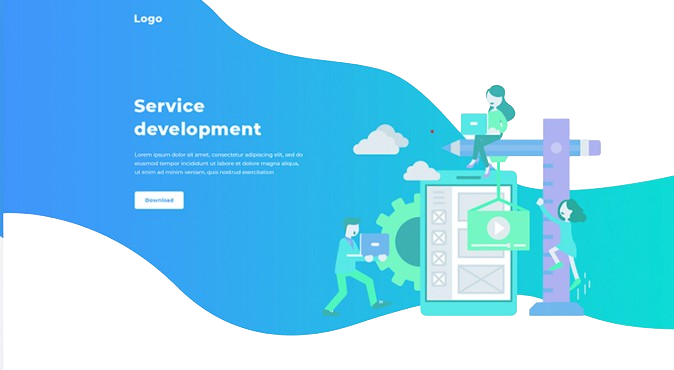 Logo
Service
development
Lorem ipsum dolor sit amet, consectetur adipiscing elit, sed do
eiusmod tempor incididunt ut labore et dolore magna aliqua,
ut enim ad minim veniam, quis nostrud exercitation
Download